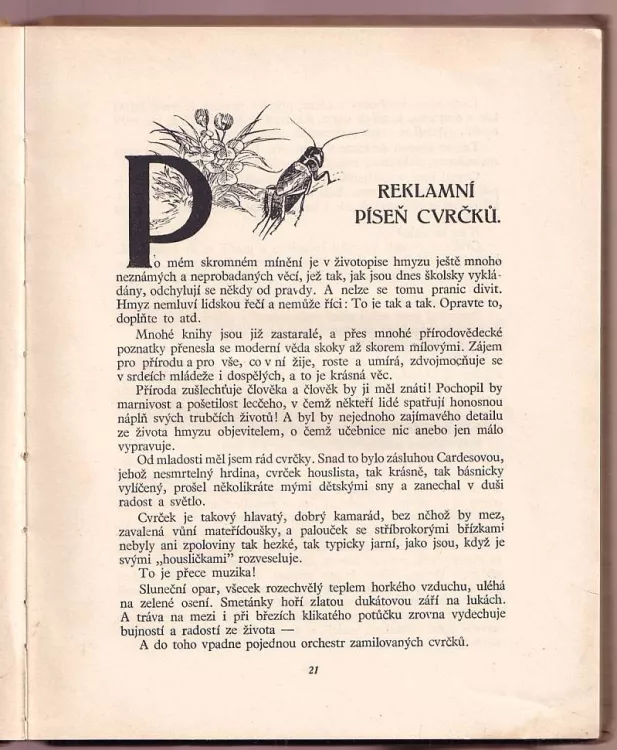 REKLAMNÍ
PÍSEŇ CVRČKŮ.
Po mém skromném mínění je v životopise hmyzu ještě mnoho
neznámých a neprobadaných věcí, jež tak, jak jsou dnes školsky vyklá-
dány, odchylují se někdy od pravdy. A nelze se tomu pranic divit.
Hmyz nemluví lidskou řečí a nemůže říci: To je tak a tak. Opravte to,
doplňte to atd.
Mnohé knihy jsou již zastaralé, a přes mnohé přírodovědecké
poznatky přenesla se moderní věda skoky až skorem mílovými. Zájem
pro přírodu a pro vše, co v ní žije, roste a umírá, zdvojmocňuje se
v srdcích mládeže i dospělých, a to je krásná věc.
Příroda zušlechťuje člověka a člověk by ji měl znáti! Pochopil by
marnivost a pošetilost lecčeho, v čemž někteří lidé spatřují honosnou
náplň svých trubčích životů! A byl by nejednoho zajímavého detailu
ze života hmyzu objevitelem, o čemž učebnice nic anebo jen málo
vypravuje.
Od mladosti měl jsem rád cvrčky. Snad to bylo zásluhou Cardesovou,
jehož nesmrtelný hrdina, cvrček houslista, tak krásně, tak básnicky
vylíčený, prošel několikráte mými dětskými sny a zanechal v duši
radost a světlo.
Cvrček je takový hlavatý, dobrý kamarád, bez něhož by mez,
zavalená vůní mateřídoušky, a palouček se stříbrokorými břízkami
nebyly ani zpoloviny tak hezké, tak typicky jarní, jako jsou, když je
svými „housličkami" rozveseluje.
To je přece muzika!
Sluneční opar, všecek rozechvělý teplem horkého vzduchu, uléhá
na zelené osení. Smetánky hoří zlatou dukátovou září na lukách.
A tráva na mezi i při březích klikatého potůčku zrovna vydechuje
bujností a radostí ze života —
A do toho vpadne pojednou orchestr zamilovaných cvrčků.
21